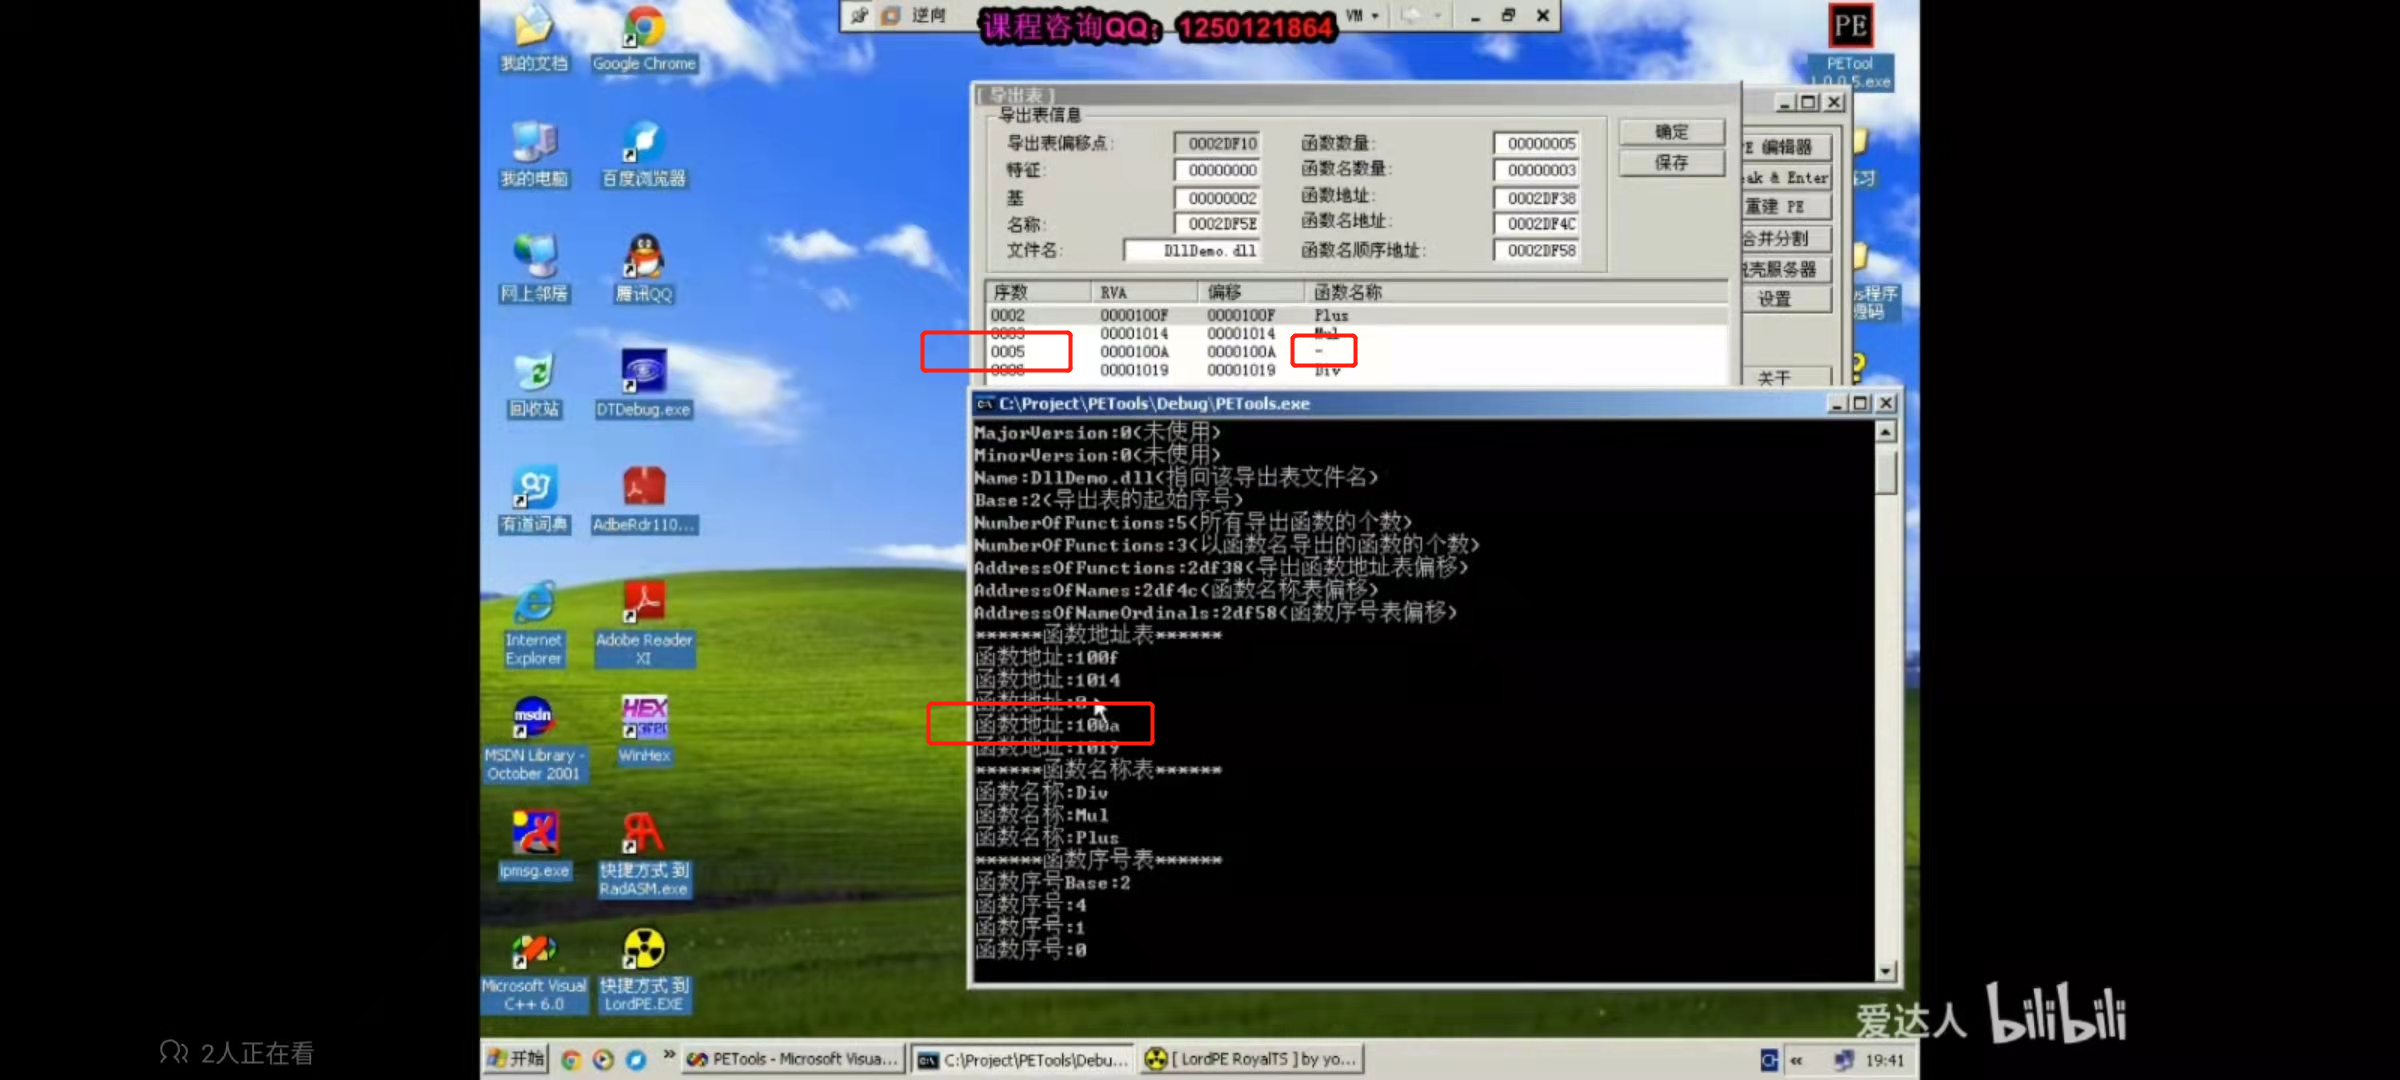 逆向
VM
课程咨询QQ: 1250121864
我的文档
Google Chrome
PE
PETool
1.0.0.5.exe
我的电脑
百度浏览器
网上邻居
腾讯QQ
回收站
DTDebug.exe
有道词典
AdbeRdr110...
Internet
Explorer
Adobe Reader
XI
msdn
HEX
MSDN Library -
October 2001
WinHex
ipmsg.exe
快捷方式 到
RadASM.exe
Microsoft Visual
C++ 6.0
快捷方式 到
LordPE.EXE
[ 导出表 ]
导出表信息
导出表偏移点: 0002DF10 函数数量: 00000005 确定
特征: 00000000 函数名数量: 00000003 保存
基 00000002 函数地址: 0002DF38
名称: 0002DF5E 函数名地址: 0002DF4C
文件名: DllDemo.dll 函数名顺序地址: 0002DF58
序数 RVA 偏移 函数名称
0002 0000100F 0000100F Plus
0003 00001014 00001014 Mul
0005 0000100A 0000100A -
0006 00001019 00001019 Div
PE 编辑器
ak & Enter
重建 PE
合并分割
脱壳服务器
设置
关于
习
程序
源码
C:\Project\PETools\Debug\PETools.exe
MajorVersion:0(未使用)
MinorVersion:0(未使用)
Name:DllDemo.dll(指向该导出表文件名)
Base:2(导出表的起始序号)
NumberOfFunctions:5(所有导出函数的个数)
NumberOfFunctions:3(以函数名导出的函数的个数)
AddressOfFunctions:2df38(导出函数地址表偏移)
AddressOfNames:2df4c(函数名称表偏移)
AddressOfNameOrdinals:2df58(函数序号表偏移)
******函数地址表******
函数地址:100f
函数地址:1014
函数地址:0
函数地址:100a
函数地址:1019
******函数名称表******
函数名称:Div
函数名称:Mul
函数名称:Plus
******函数序号表******
函数序号Base:2
函数序号:4
函数序号:1
函数序号:0
爱达人 bilibili
2人正在看
开始
PETools - Microsoft Visua...
C:\Project\PETools\Debu...
[ LordPE RoyalTS ] by yo...
19:41